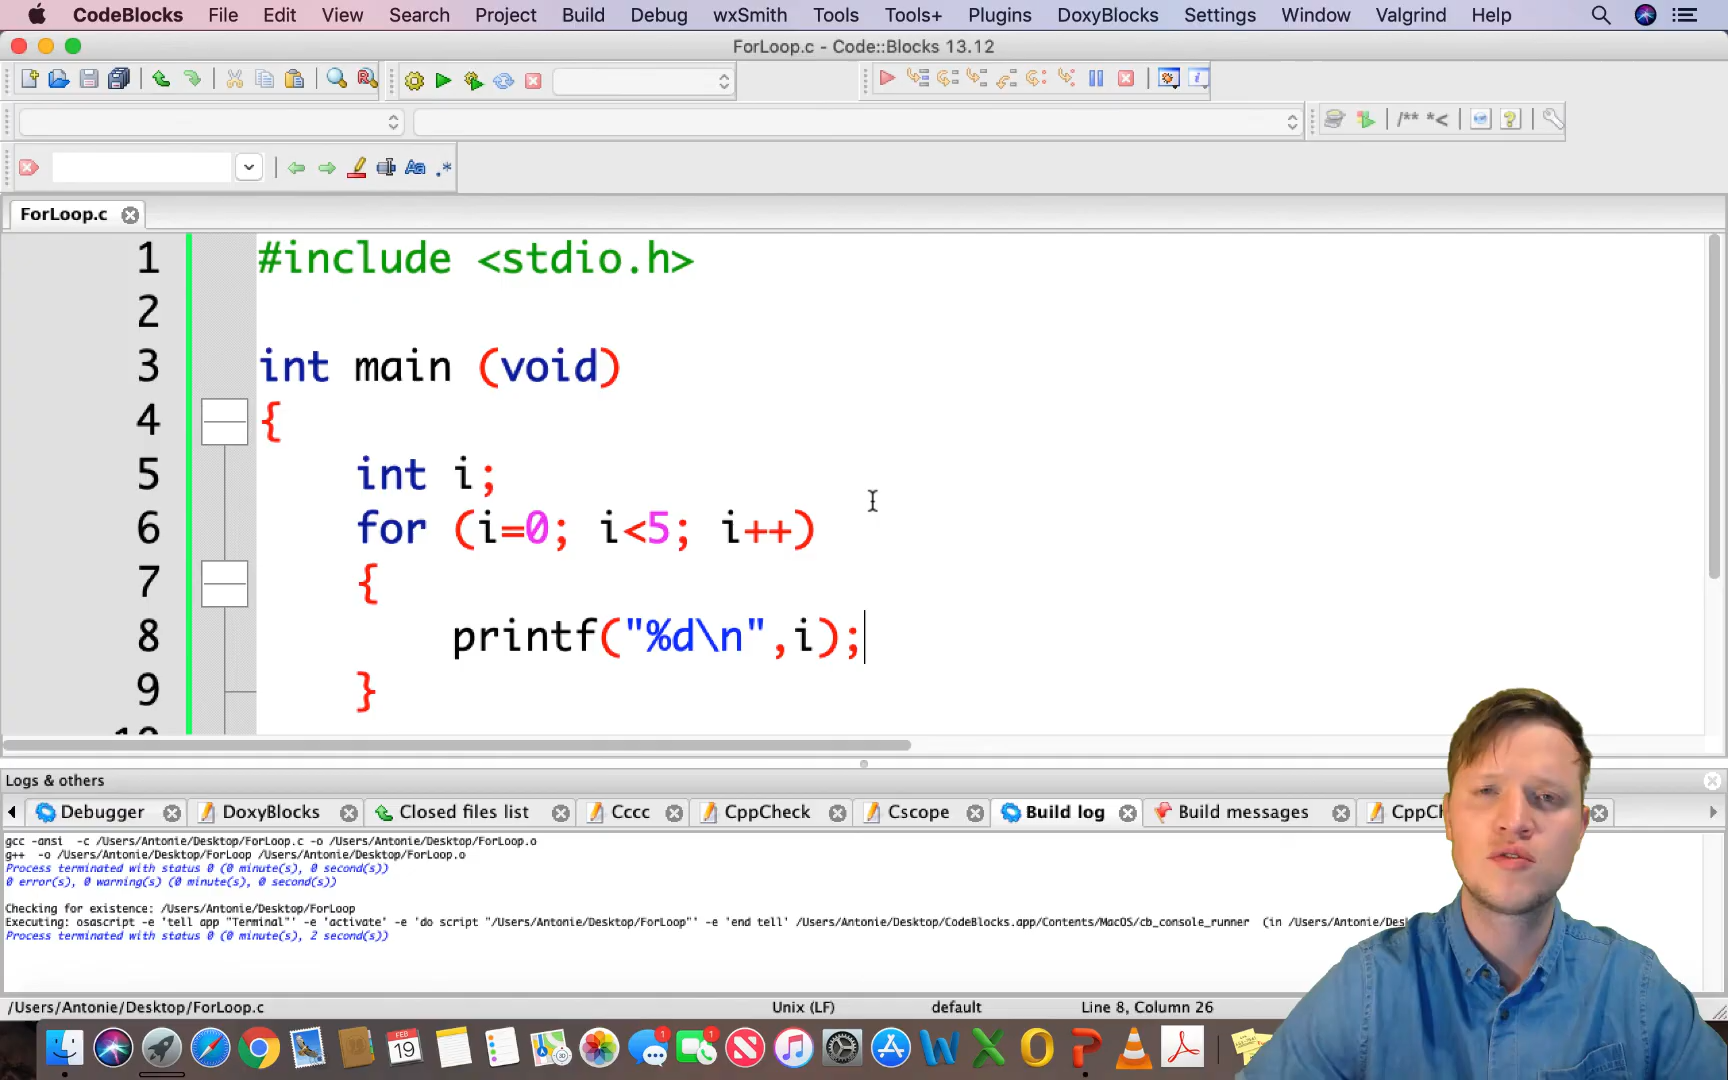 CodeBlocks File Edit View Search Project Build Debug wxSmith Tools Tools+ Plugins DoxyBlocks Settings Window Valgrind Help
ForLoop.c - Code::Blocks 13.12
/** *<
Aa .*
ForLoop.c
1 #include <stdio.h>
2
3 int main (void)
4 {
5 int i;
6 for (i=0; i<5; i++)
7 {
8 printf("%d\n",i);
9 }
Logs & others
Debugger DoxyBlocks Closed files list Cccc CppCheck Cscope Build log Build messages CppCh
gcc -ansi -c /Users/Antonie/Desktop/ForLoop.c -o /Users/Antonie/Desktop/ForLoop.o
g++ -o /Users/Antonie/Desktop/ForLoop /Users/Antonie/Desktop/ForLoop.o
Process terminated with status 0 (0 minute(s), 0 second(s))
0 error(s), 0 warning(s) (0 minute(s), 0 second(s))
Checking for existence: /Users/Antonie/Desktop/ForLoop
Executing: osascript -e 'tell app "Terminal"' -e 'activate' -e 'do script "/Users/Antonie/Desktop/ForLoop"' -e 'end tell' /Users/Antonie/Desktop/CodeBlocks.app/Contents/MacOS/cb_console_runner (in /Users/Antonie/Des
Process terminated with status 0 (0 minute(s), 2 second(s))
/Users/Antonie/Desktop/ForLoop.c Unix (LF) default Line 8, Column 26
FEB
19
1
1